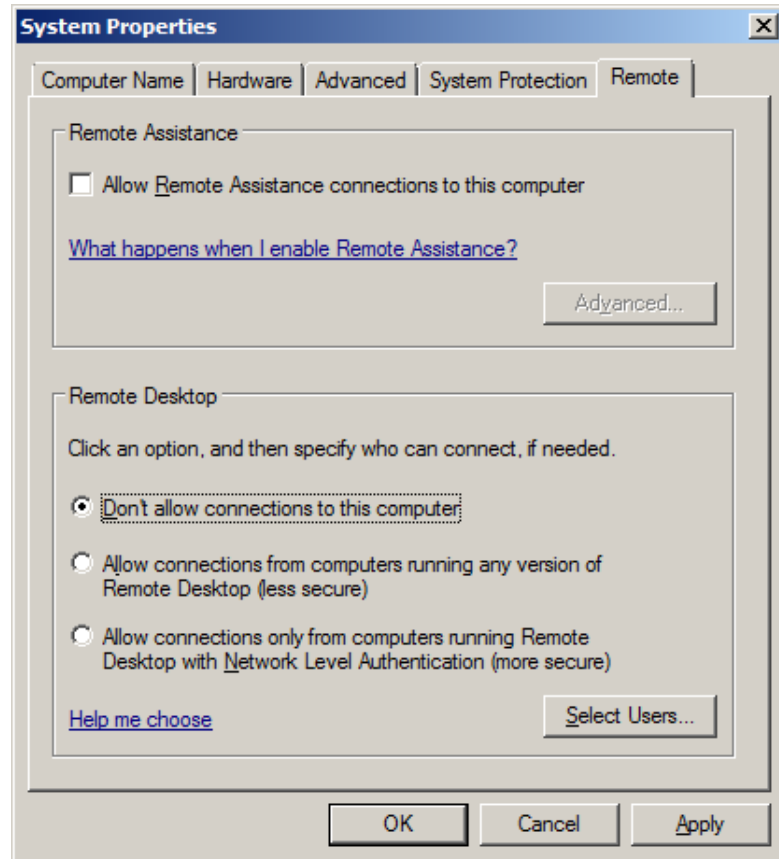 System Properties
Computer Name
Hardware
Advanced
System Protection
Remote
Remote Assistance
Allow Remote Assistance connections to this computer
What happens when I enable Remote Assistance?
Advanced...
Remote Desktop
Click an option, and then specify who can connect, if needed.
Don't allow connections to this computer
Allow connections from computers running any version of
Remote Desktop (less secure)
Allow connections only from computers running Remote
Desktop with Network Level Authentication (more secure)
Help me choose
Select Users...
OK
Cancel
Apply